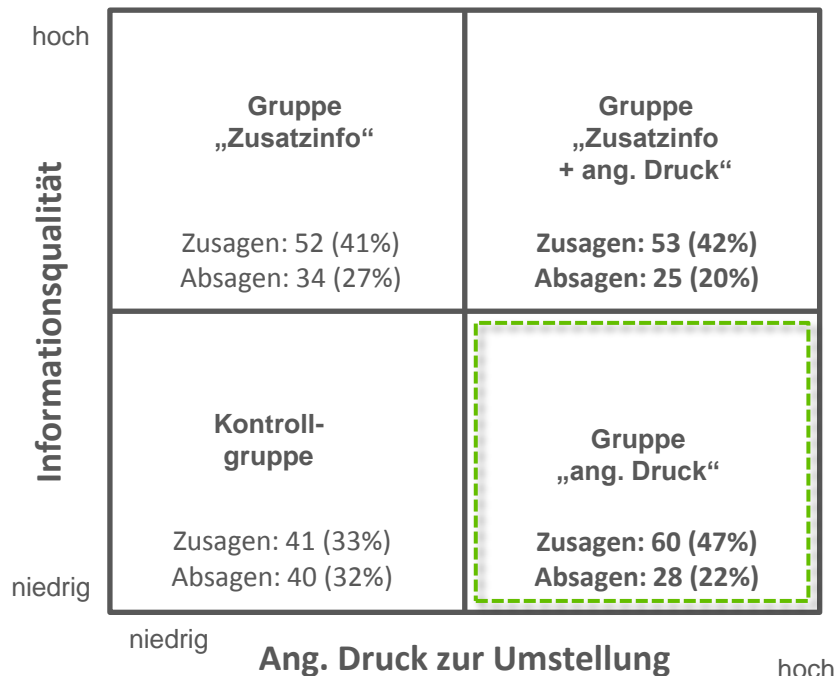 hoch
Informationsqualität
niedrig
Gruppe
„Zusatzinfo“
Zusagen: 52 (41%)
Absagen: 34 (27%)
Gruppe
„Zusatzinfo
+ ang. Druck“
Zusagen: 53 (42%)
Absagen: 25 (20%)
Kontroll-
gruppe
Zusagen: 41 (33%)
Absagen: 40 (32%)
Gruppe
„ang. Druck“
Zusagen: 60 (47%)
Absagen: 28 (22%)
niedrig
Ang. Druck zur Umstellung
hoch